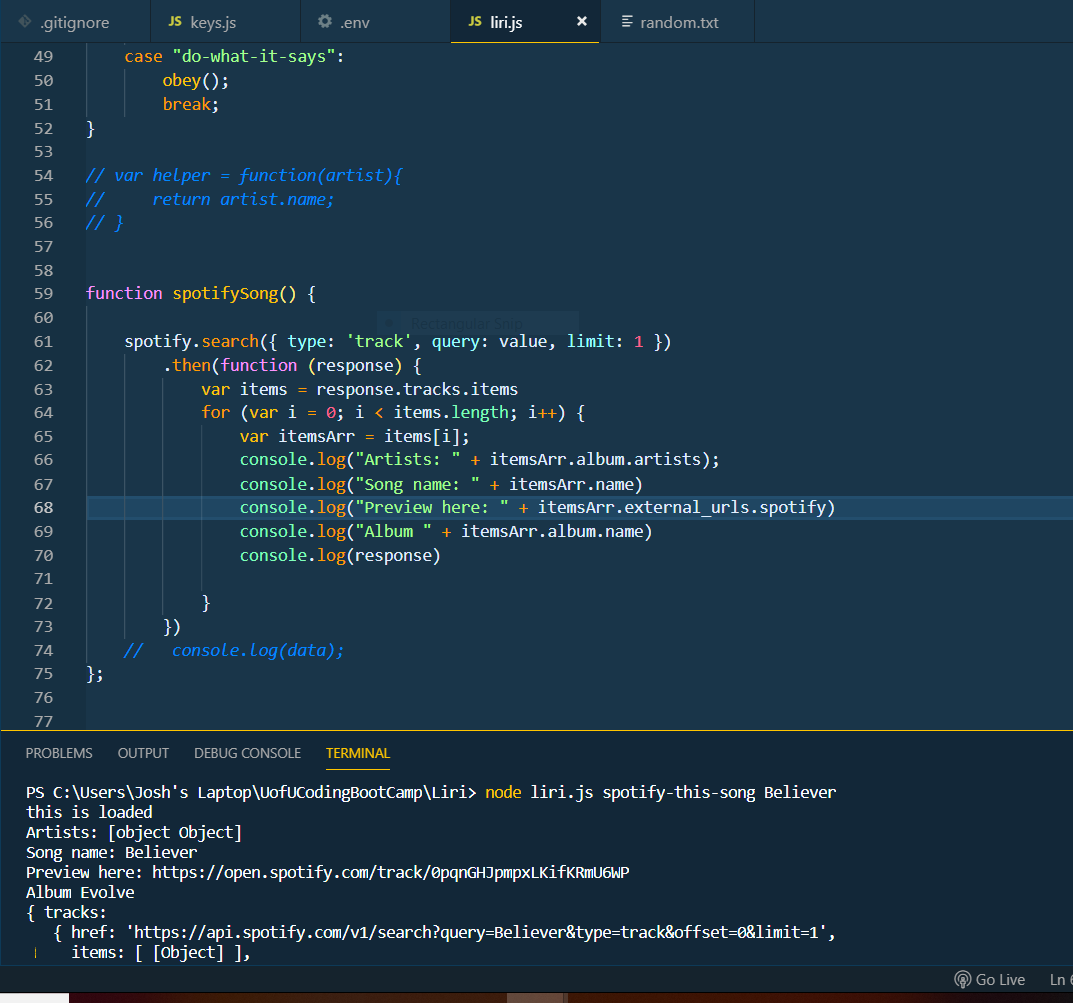 .gitignore
JS keys.js
.env
JS liri.js ×
random.txt
49 case "do-what-it-says":
50 obey();
51 break;
52 }
53
54 // var helper = function(artist){
55 //     return artist.name;
56 // }
57
58
59 function spotifySong() {
60
Rectangular Snip
61 spotify.search({ type: 'track', query: value, limit: 1 })
62 .then(function (response) {
63 var items = response.tracks.items
64 for (var i = 0; i < items.length; i++) {
65 var itemsArr = items[i];
66 console.log("Artists: " + itemsArr.album.artists);
67 console.log("Song name: " + itemsArr.name)
68 console.log("Preview here: " + itemsArr.external_urls.spotify)
69 console.log("Album " + itemsArr.album.name)
70 console.log(response)
71
72 }
73 })
74 //   console.log(data);
75 };
76
77
PROBLEMS OUTPUT DEBUG CONSOLE TERMINAL
PS C:\Users\Josh's Laptop\UofUCodingBootCamp\Liri> node liri.js spotify-this-song Believer
this is loaded
Artists: [object Object]
Song name: Believer
Preview here: https://open.spotify.com/track/0pqnGHJpmpxLKifKRmU6WP
Album Evolve
{ tracks:
{ href: 'https://api.spotify.com/v1/search?query=Believer&type=track&offset=0&limit=1',
items: [ [Object] ],
Go Live Ln